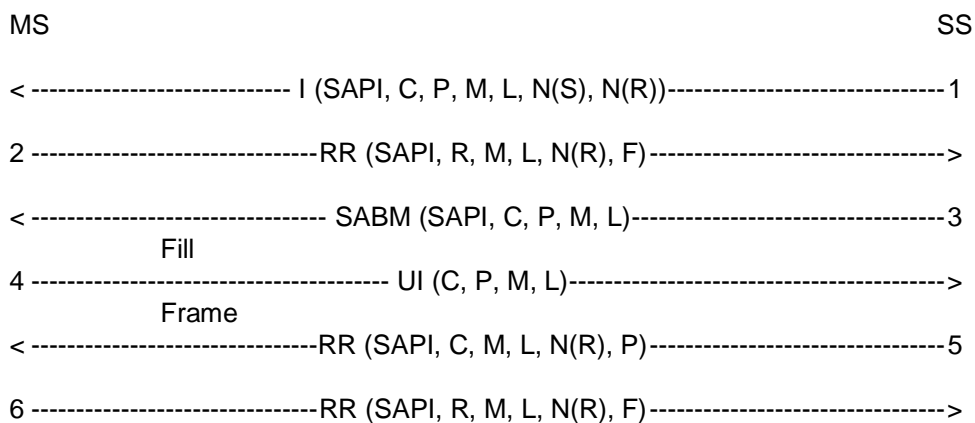 MS SS
< ----------------------------- I (SAPI, C, P, M, L, N(S), N(R))-------------------------------1
2 --------------------------------RR (SAPI, R, M, L, N(R), F)--------------------------------->
< --------------------------------- SABM (SAPI, C, P, M, L)-----------------------------------3
Fill
4 ---------------------------------------- UI (C, P, M, L)------------------------------------------>
Frame
< --------------------------------RR (SAPI, C, M, L, N(R), P)---------------------------------5
6 --------------------------------RR (SAPI, R, M, L, N(R), F)--------------------------------->